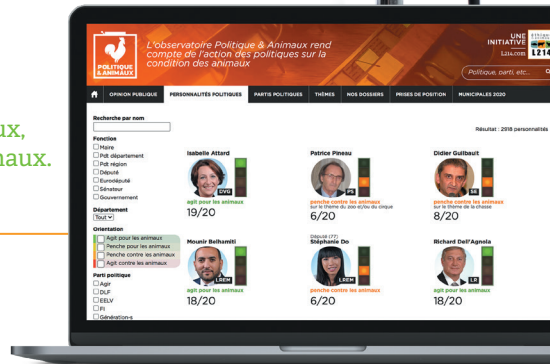 ux,
naux.
POLITIQUE
& ANIMAUX
L'observatoire Politique & Animaux rend
compte de l'action des politiques sur la
condition des animaux
UNE
INITIATIVE
L214.com
L214
Politique, parti, etc...
OPINION PUBLIQUE PERSONNALITÉS POLITIQUES PARTIS POLITIQUES THÈMES NOS DOSSIERS PRISES DE POSITION MUNICIPALES 2020
Recherche par nom
Résultat : 2918 personnalités
Fonction
Maire
Pdt département
Pdt région
Député
Eurodéputé
Sénateur
Gouvernement
Département
Tout
Orientation
Agit pour les animaux
Penche pour les animaux
Penche contre les animaux
Agit contre les animaux
Parti politique
Agir
DLF
EELV
FI
Génération·s
Isabelle Attard
DVG
agit pour les animaux
19/20
Patrice Pineau
PS
penche contre les animaux
sur le thème du zoo et/ou du cirque
6/20
Didier Guilbault
SE
penche contre les animaux
sur le thème de la chasse
8/20
Mounir Belhamiti
LREM
agit pour les animaux
18/20
Député (77)
Stéphanie Do
LREM
penche contre les animaux
6/20
Richard Dell'Agnola
LR
agit pour les animaux
18/20